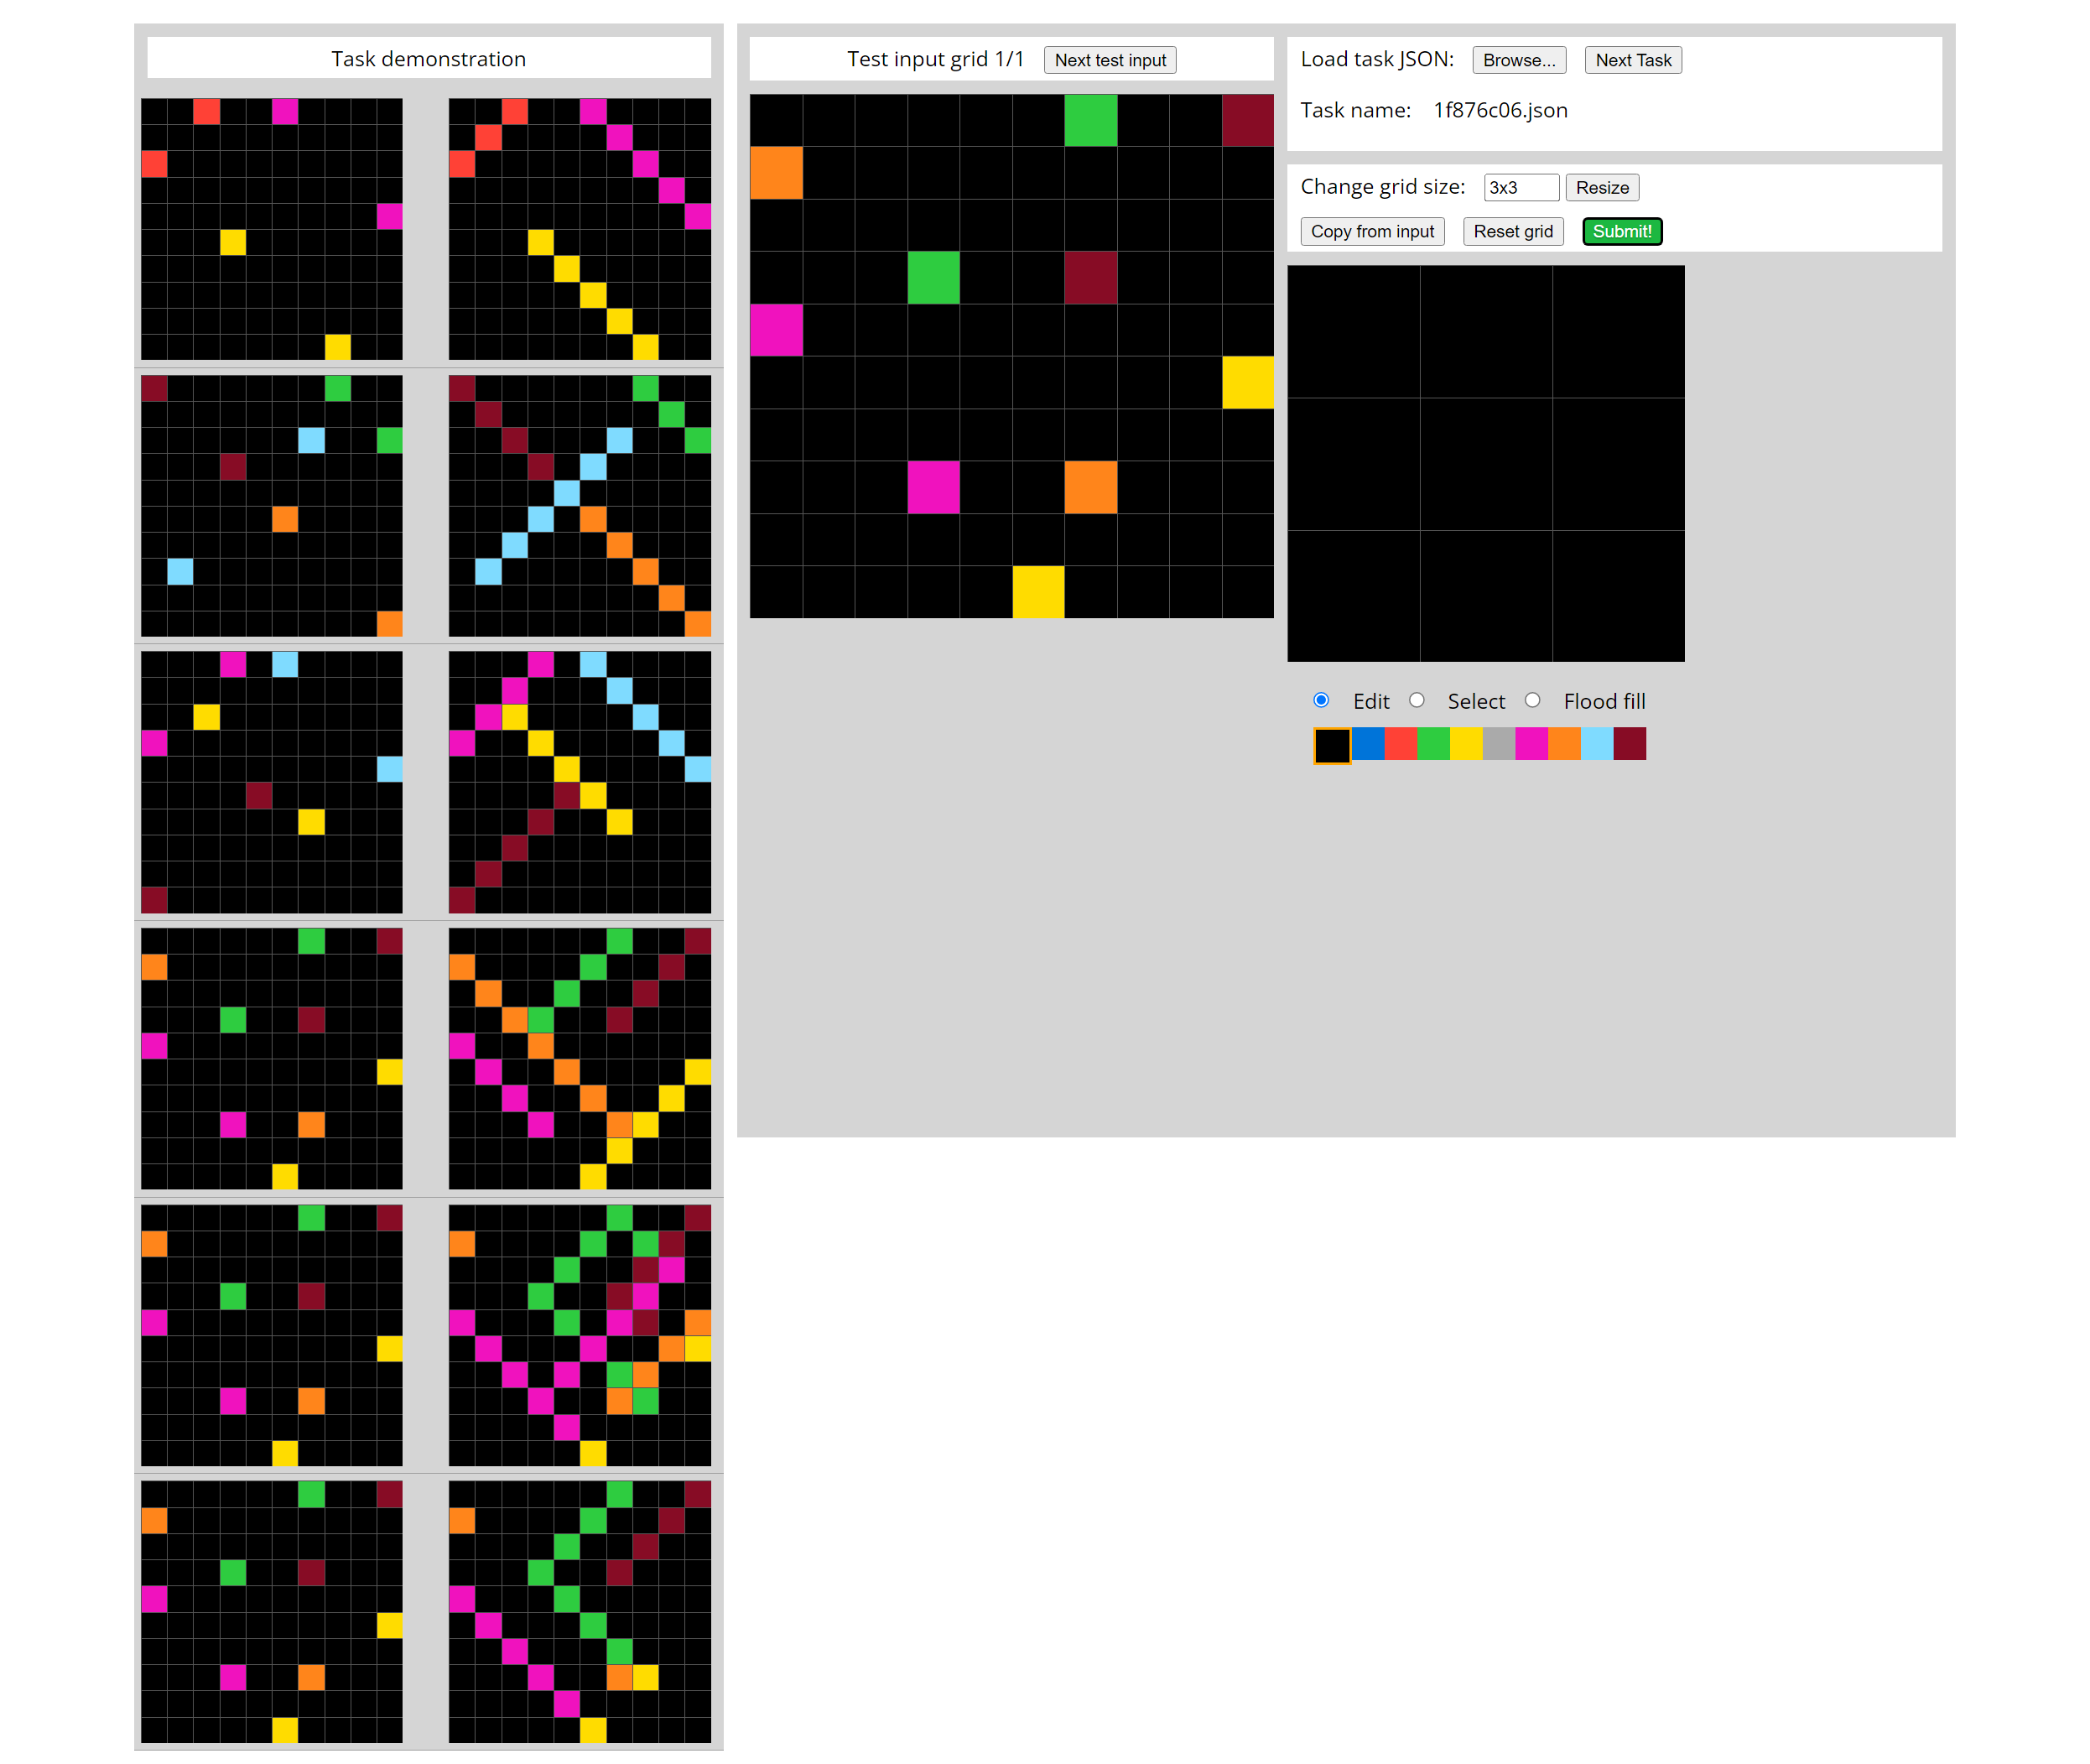 Task demonstration
Test input grid 1/1 Next test input
Load task JSON: Browse... Next Task
Task name: 1f876c06.json
Change grid size: 3x3 Resize
Copy from input Reset grid Submit!
Edit Select Flood fill